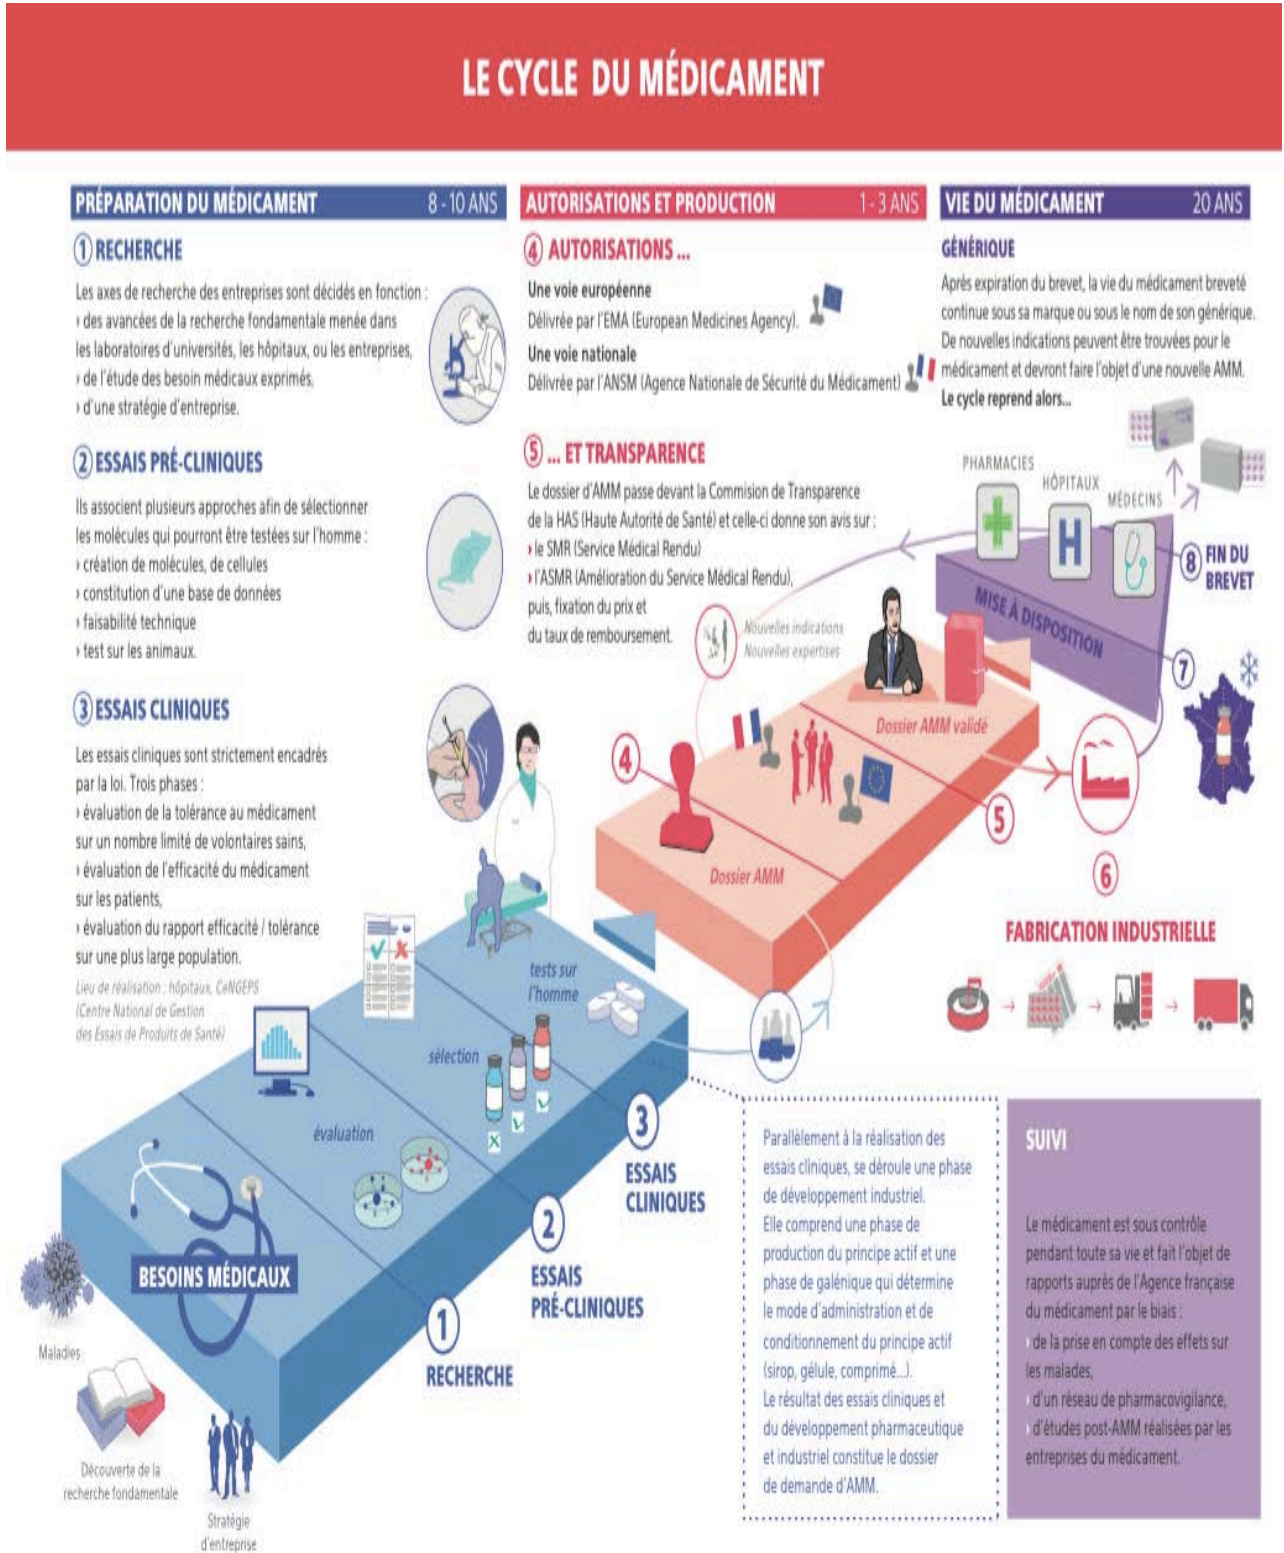 LE CYCLE DU MÉDICAMENT
PRÉPARATION DU MÉDICAMENT 8 - 10 ANS
1 RECHERCHE
Les axes de recherche des entreprises sont décidés en fonction :
› des avancées de la recherche fondamentale menée dans
les laboratoires d'universités, les hôpitaux, ou les entreprises,
› de l'étude des besoin médicaux exprimés,
› d'une stratégie d'entreprise.
2 ESSAIS PRÉ-CLINIQUES
Ils associent plusieurs approches afin de sélectionner
les molécules qui pourront être testées sur l'homme :
› création de molécules, de cellules
› constitution d'une base de données
› faisabilité technique
› test sur les animaux.
3 ESSAIS CLINIQUES
Les essais cliniques sont strictement encadrés
par la loi. Trois phases :
› évaluation de la tolérance au médicament
sur un nombre limité de volontaires sains,
› évaluation de l'efficacité du médicament
sur les patients,
› évaluation du rapport efficacité / tolérance
sur une plus large population.
Lieu de réalisation : hôpitaux, CeNGEPS
(Centre National de Gestion
des Essais de Produits de Santé)
AUTORISATIONS ET PRODUCTION 1 - 3 ANS
4 AUTORISATIONS ...
Une voie européenne
Délivrée par l'EMA (European Medicines Agency).
Une voie nationale
Délivrée par l'ANSM (Agence Nationale de Sécurité du Médicament)
5 ... ET TRANSPARENCE
Le dossier d'AMM passe devant la Commision de Transparence
de la HAS (Haute Autorité de Santé) et celle-ci donne son avis sur :
› le SMR (Service Médical Rendu)
› l'ASMR (Amélioration du Service Médical Rendu),
puis, fixation du prix et
du taux de remboursement.
VIE DU MÉDICAMENT 20 ANS
GÉNÉRIQUE
Après expiration du brevet, la vie du médicament breveté
continue sous sa marque ou sous le nom de son générique.
De nouvelles indications peuvent être trouvées pour le
médicament et devront faire l'objet d'une nouvelle AMM.
Le cycle reprend alors...
PHARMACIES
HÔPITAUX
MÉDECINS
H
8 FIN DU
BREVET
MISE À DISPOSITION
7
Nouvelles indications
Nouvelles expertises
Dossier AMM validé
4
Dossier AMM
5
6
FABRICATION INDUSTRIELLE
tests sur
l'homme
sélection
évaluation
BESOINS MÉDICAUX
3
ESSAIS
CLINIQUES
2
ESSAIS
PRÉ-CLINIQUES
1
RECHERCHE
Maladies
Découverte de la
recherche fondamentale
Stratégie
d'entreprise
Parallèlement à la réalisation des
essais cliniques, se déroule une phase
de développement industriel.
Elle comprend une phase de
production du principe actif et une
phase de galénique qui détermine
le mode d'administration et de
conditionnement du principe actif
(sirop, gélule, comprimé...).
Le résultat des essais cliniques et
du développement pharmaceutique
et industriel constitue le dossier
de demande d'AMM.
SUIVI
Le médicament est sous contrôle
pendant toute sa vie et fait l'objet de
rapports auprès de l'Agence française
du médicament par le biais :
› de la prise en compte des effets sur
les malades,
› d'un réseau de pharmacovigilance,
› d'études post-AMM réalisées par les
entreprises du médicament.